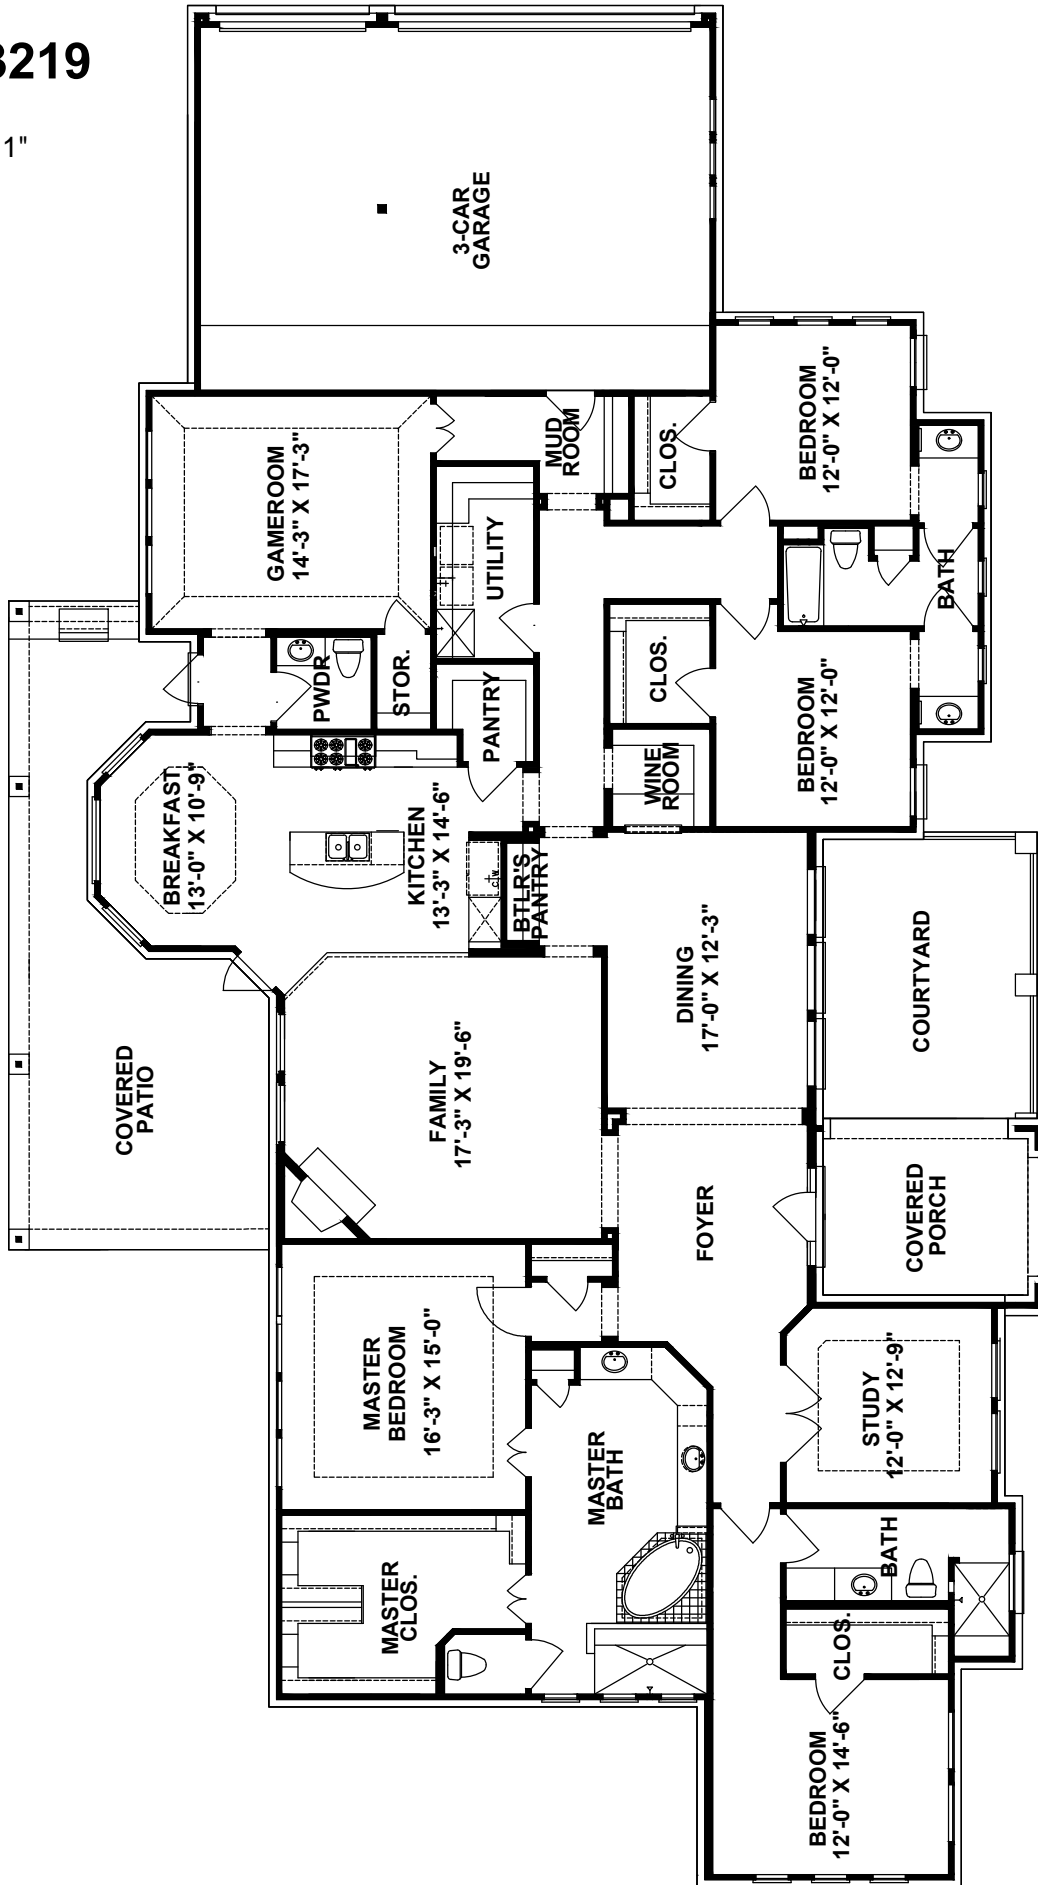 3219
1"
3-CAR
GARAGE
BEDROOM
12'-0" X 12'-0"
MUD
ROOM
CLOS.
GAMEROOM
14'-3" X 17'-3"
UTILITY
BATH
PWDR
STOR.
PANTRY
CLOS.
BEDROOM
12'-0" X 12'-0"
WINE
ROOM
BREAKFAST
13'-0" X 10'-9"
KITCHEN
13'-3" X 14'-6"
C/W
BTLR'S
PANTRY
DINING
17'-0" X 12'-3"
COURTYARD
COVERED
PATIO
FAMILY
17'-3" X 19'-6"
FOYER
COVERED
PORCH
MASTER
BEDROOM
16'-3" X 15'-0"
STUDY
12'-0" X 12'-9"
MASTER
BATH
MASTER
CLOS.
BATH
CLOS.
BEDROOM
12'-0" X 14'-6"